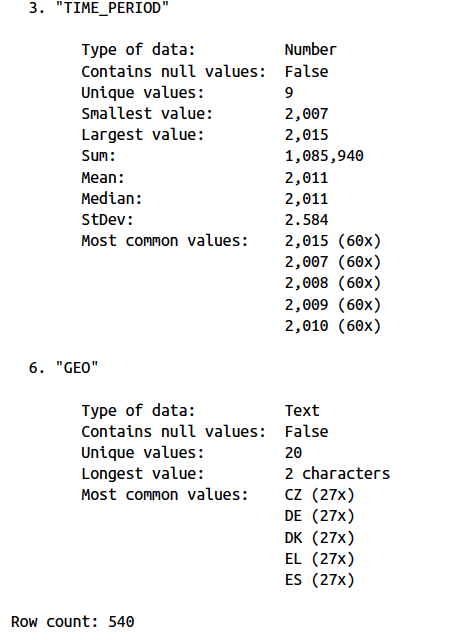 3. "TIME_PERIOD"
Type of data: Number
Contains null values: False
Unique values: 9
Smallest value: 2,007
Largest value: 2,015
Sum: 1,085,940
Mean: 2,011
Median: 2,011
StDev: 2.584
Most common values: 2,015 (60x)
2,007 (60x)
2,008 (60x)
2,009 (60x)
2,010 (60x)
6. "GEO"
Type of data: Text
Contains null values: False
Unique values: 20
Longest value: 2 characters
Most common values: CZ (27x)
DE (27x)
DK (27x)
EL (27x)
ES (27x)
Row count: 540